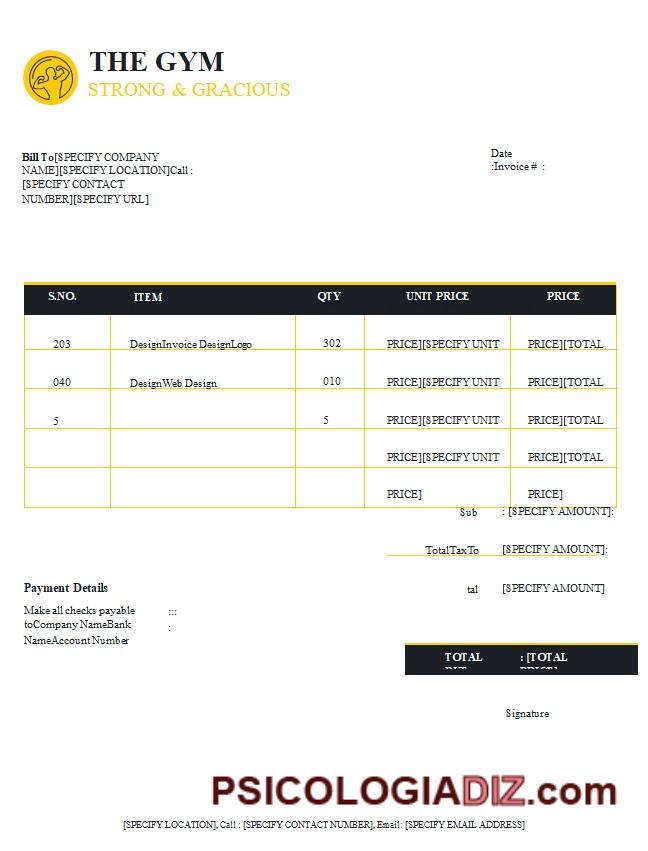 THE GYM
STRONG & GRACIOUS
Bill To[SPECIFY COMPANY
NAME][SPECIFY LOCATION]Call :
[SPECIFY CONTACT
NUMBER][SPECIFY URL]
Date
:Invoice # :
S.NO. ITEM QTY UNIT PRICE PRICE
203 DesignInvoice DesignLogo 302 PRICE][SPECIFY UNIT PRICE][TOTAL
040 DesignWeb Design 010 PRICE][SPECIFY UNIT PRICE][TOTAL
5 5 PRICE][SPECIFY UNIT PRICE][TOTAL
PRICE][SPECIFY UNIT PRICE][TOTAL
PRICE] PRICE]
Sub : [SPECIFY AMOUNT]:
TotalTaxTo [SPECIFY AMOUNT]:
tal [SPECIFY AMOUNT]
Payment Details
Make all checks payable :::
toCompany NameBank :
NameAccount Number
TOTAL : [TOTAL
Signature
PSICOLOGIADIZ.com
[SPECIFY LOCATION], Call : [SPECIFY CONTACT NUMBER], Email: [SPECIFY EMAIL ADDRESS]